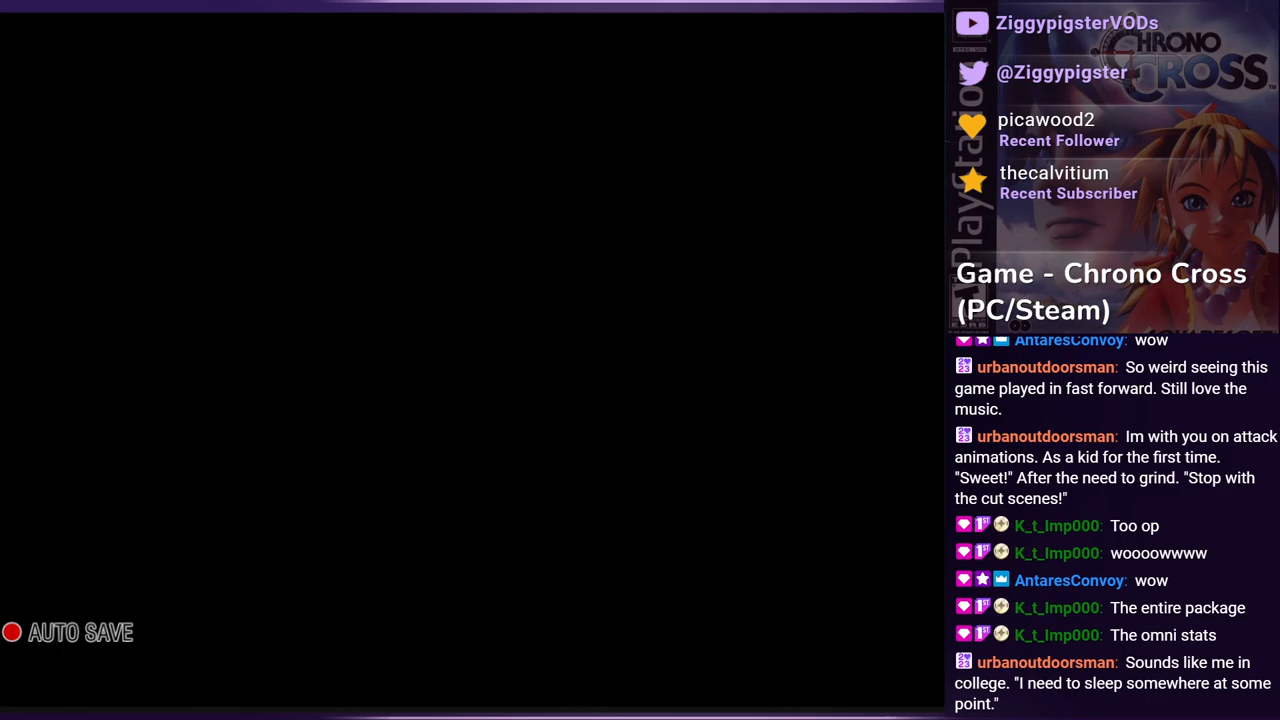 ZiggypigsterVODs
@Ziggypigster
picawood2
Recent Follower
thecalvitium
Recent Subscriber
CHRONO
CROSS
PlayStation
Game - Chrono Cross
(PC/Steam)
AntaresConvoy: wow
urbanoutdoorsman: So weird seeing this
game played in fast forward. Still love the
music.
urbanoutdoorsman: Im with you on attack
animations. As a kid for the first time.
"Sweet!" After the need to grind. "Stop with
the cut scenes!"
K_t_Imp000: Too op
K_t_Imp000: woooowwww
AntaresConvoy: wow
K_t_Imp000: The entire package
K_t_Imp000: The omni stats
urbanoutdoorsman: Sounds like me in
college. "I need to sleep somewhere at some
point."
AUTO SAVE